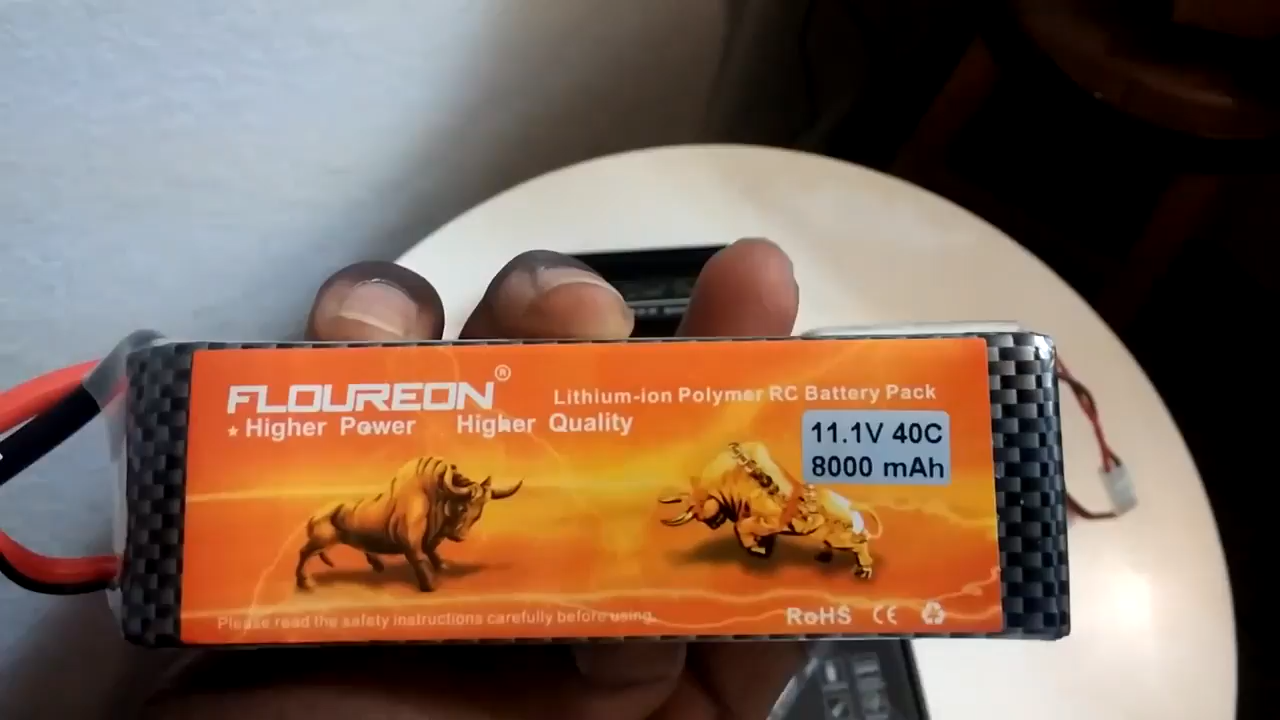 FLOUREON®
Lithium-ion Polymer RC Battery Pack
★ Higher Power Higher Quality
11.1V 40C
8000 mAh
Please read the safety instructions carefully before using.
RoHS CE